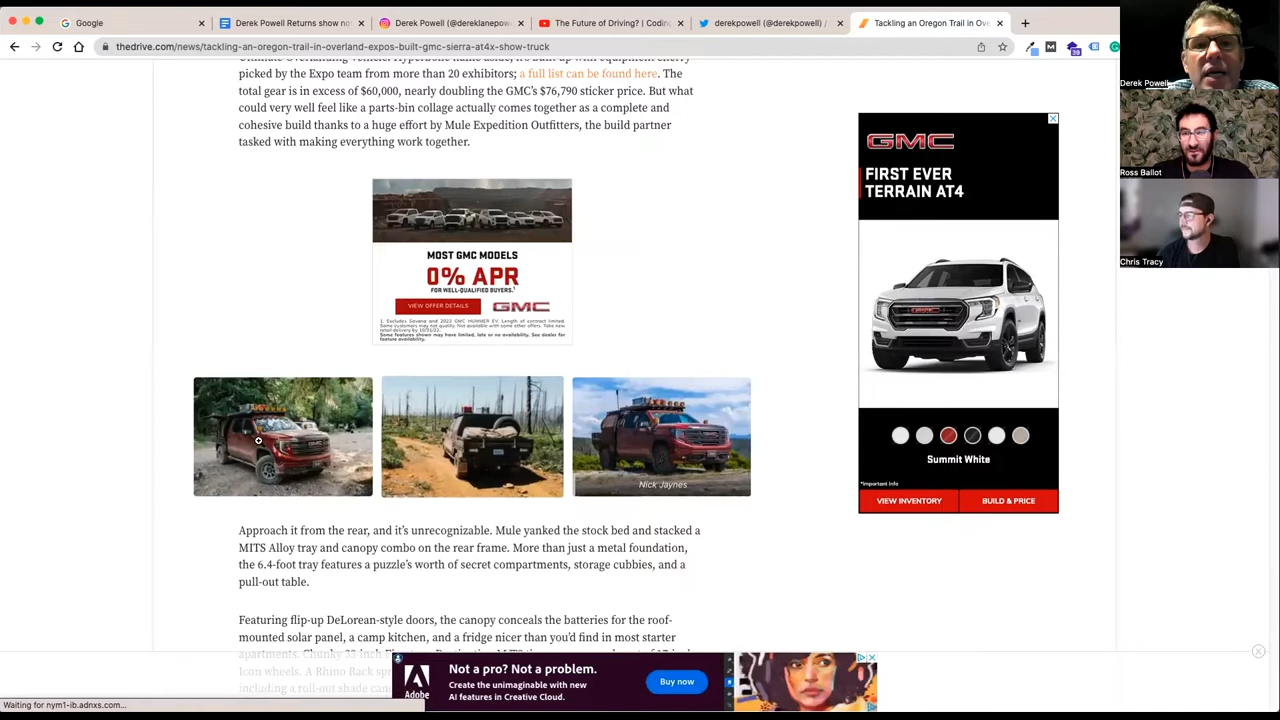 Google
Derek Powell Returns show no
Derek Powell (@dereklanepowe
The Future of Driving? | Codin
derekpowell (@derekpowell) /
Tackling an Oregon Trail in Ove
thedrive.com/news/tackling-an-oregon-trail-in-overland-expos-built-gmc-sierra-at4x-show-truck
picked by the Expo team from more than 20 exhibitors; a full list can be found here. The
total gear is in excess of $60,000, nearly doubling the GMC's $76,790 sticker price. But what
could very well feel like a parts-bin collage actually comes together as a complete and
cohesive build thanks to a huge effort by Mule Expedition Outfitters, the build partner
tasked with making everything work together.
MOST GMC MODELS
0% APR
FOR WELL-QUALIFIED BUYERS.¹
VIEW OFFER DETAILS
GMC
Nick Jaynes
Approach it from the rear, and it's unrecognizable. Mule yanked the stock bed and stacked a
MITS Alloy tray and canopy combo on the rear frame. More than just a metal foundation,
the 6.4-foot tray features a puzzle's worth of secret compartments, storage cubbies, and a
pull-out table.
Featuring flip-up DeLorean-style doors, the canopy conceals the batteries for the roof-
mounted solar panel, a camp kitchen, and a fridge nicer than you'd find in most starter
GMC
FIRST EVER
TERRAIN AT4
Summit White
*Important Info
VIEW INVENTORY
BUILD & PRICE
Adobe
Not a pro? Not a problem.
Create the unimaginable with new
AI features in Creative Cloud.
Buy now
Waiting for nym1-ib.adnxs.com...
Derek Powell
Ross Ballot
Chris Tracy